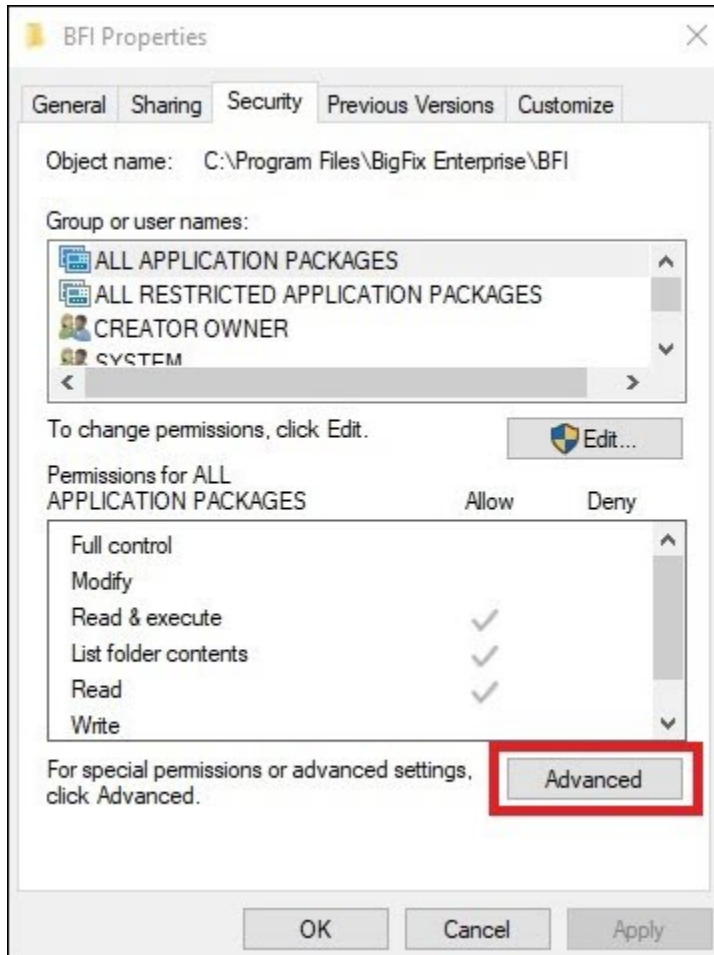 BFI Properties
General Sharing Security Previous Versions Customize
Object name: C:\Program Files\BigFix Enterprise\BFI
Group or user names:
ALL APPLICATION PACKAGES
ALL RESTRICTED APPLICATION PACKAGES
CREATOR OWNER
SYSTEM
To change permissions, click Edit.
Edit...
Permissions for ALL
APPLICATION PACKAGES Allow Deny
Full control
Modify
Read & execute
List folder contents
Read
Write
For special permissions or advanced settings,
click Advanced.
Advanced
OK Cancel Apply